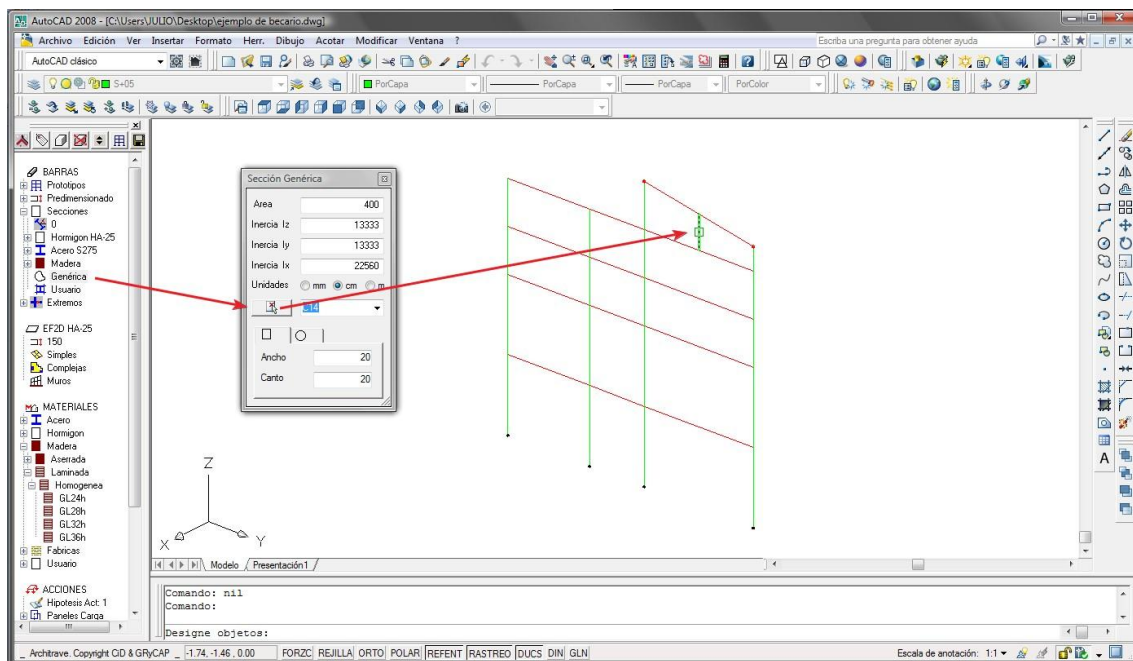 AutoCAD 2008 - [C:\Users\JULIO\Desktop\ejemplo de becario.dwg]
Archivo Edición Ver Insertar Formato Herr. Dibujo Acotar Modificar Ventana ?
Escriba una pregunta para obtener ayuda
AutoCAD clásico
S+05
PorCapa
PorCapa
PorCapa
PorColor
BARRAS
Prototipos
Predimensionado
Secciones
0
Hormigon HA-25
Acero S275
Madera
Genérica
Usuario
Extremos
EF2D HA-25
150
Simples
Complejas
Muros
MATERIALES
Acero
Hormigon
Madera
Aserrada
Laminada
Homogenea
GL24h
GL28h
GL32h
GL36h
Fabricas
Usuario
ACCIONES
Hipotesis Act: 1
Paneles Carga
Sección Genérica
Area 400
Inercia Iz 13333
Inercia Iy 13333
Inercia Ix 22560
Unidades mm cm m
C14
Ancho 20
Canto 20
Z
X
Y
Modelo Presentación1
Comando: nil
Comando:
Designe objetos:
_ Architrave. Copyright CiD & GRyCAP _ -1.74, -1.46 , 0.00 FORZC REJILLA ORTO POLAR REFENT RASTREO DUCS DIN GLN Escala de anotación: 1:1